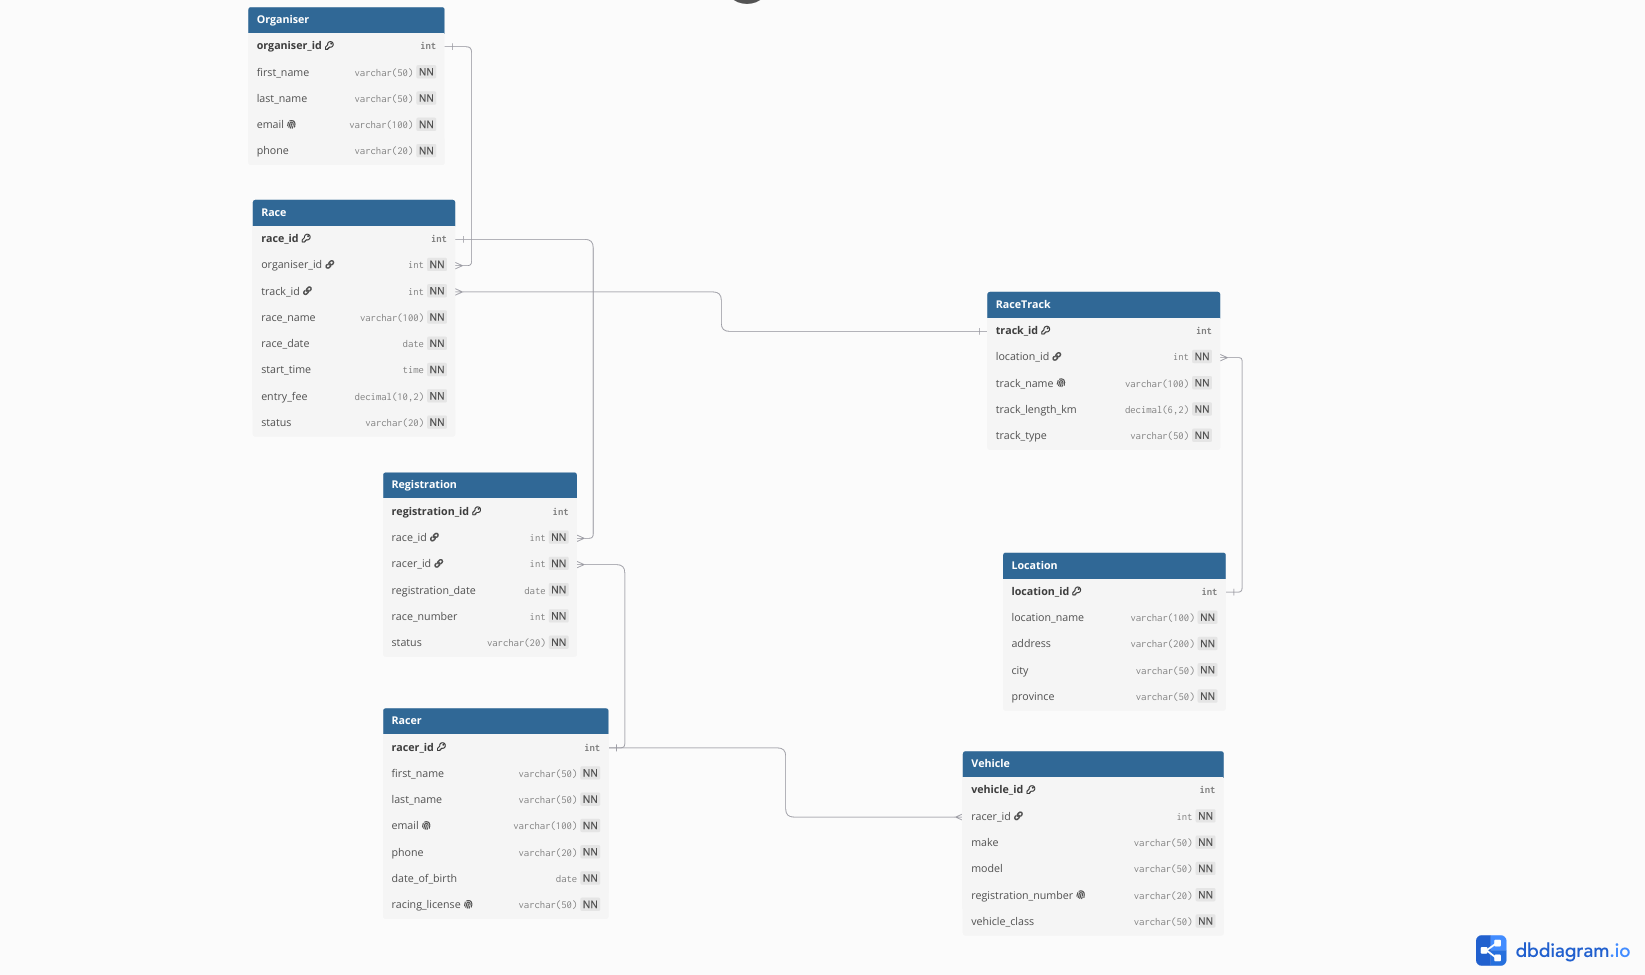 Organiser
organiser_id int
first_name varchar(50) NN
last_name varchar(50) NN
email varchar(100) NN
phone varchar(20) NN
Race
race_id int
organiser_id int NN
track_id int NN
race_name varchar(100) NN
race_date date NN
start_time time NN
entry_fee decimal(10,2) NN
status varchar(20) NN
RaceTrack
track_id int
location_id int NN
track_name varchar(100) NN
track_length_km decimal(6,2) NN
track_type varchar(50) NN
Registration
registration_id int
race_id int NN
racer_id int NN
registration_date date NN
race_number int NN
status varchar(20) NN
Location
location_id int
location_name varchar(100) NN
address varchar(200) NN
city varchar(50) NN
province varchar(50) NN
Racer
racer_id int
first_name varchar(50) NN
last_name varchar(50) NN
email varchar(100) NN
phone varchar(20) NN
date_of_birth date NN
racing_license varchar(50) NN
Vehicle
vehicle_id int
racer_id int NN
make varchar(50) NN
model varchar(50) NN
registration_number varchar(20) NN
vehicle_class varchar(50) NN
dbdiagram.io